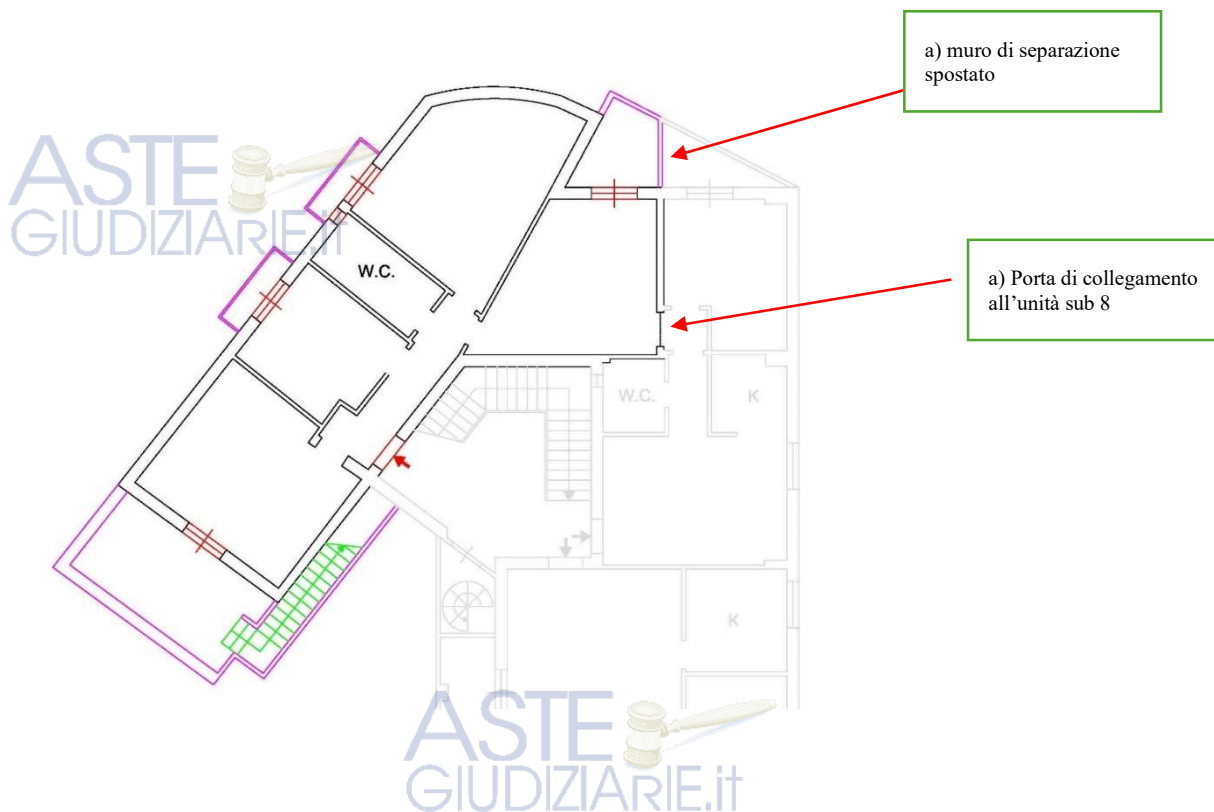 a) muro di separazione
spostato
ASTE
GIUDIZIARIE.it
W.C.
a) Porta di collegamento
all’unità sub 8
W.C.
K
K
ASTE
GIUDIZIARIE.it